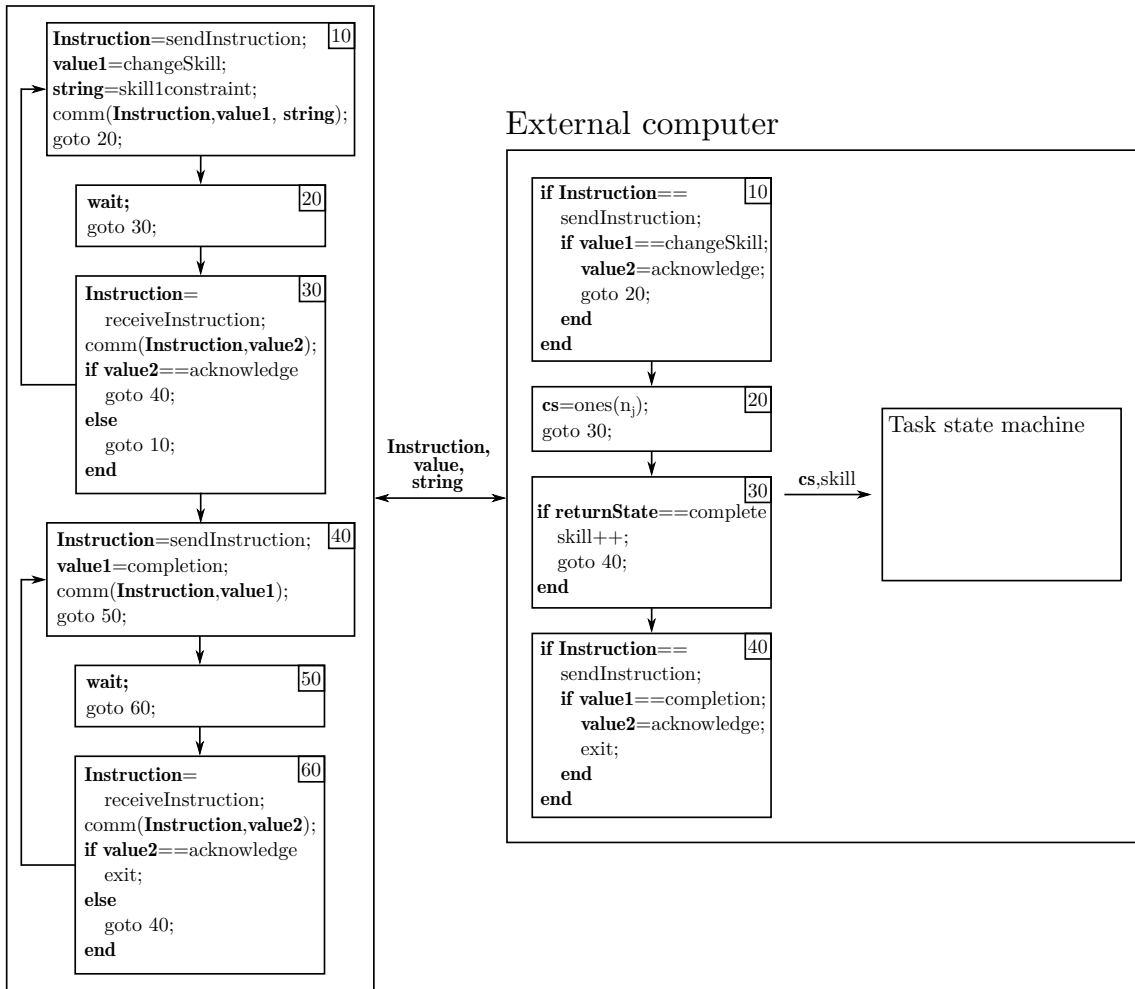 Instruction=sendInstruction;
10
value1=changeSkill;
string=skill1constraint;
comm(Instruction,value1, string);
goto 20;
wait;
20
goto 30;
Instruction=
30
receiveInstruction;
comm(Instruction,value2);
if value2==acknowledge
goto 40;
else
goto 10;
end
Instruction=sendInstruction;
40
value1=completion;
comm(Instruction,value1);
goto 50;
wait;
50
goto 60;
Instruction=
60
receiveInstruction;
comm(Instruction,value2);
if value2==acknowledge
exit;
else
goto 40;
end
Instruction,
value,
string
External computer
if Instruction==
10
sendInstruction;
if value1==changeSkill;
value2=acknowledge;
goto 20;
end
end
cs=ones(n_j);
20
goto 30;
30
if returnState==complete
skill++;
goto 40;
end
if Instruction==
40
sendInstruction;
if value1==completion;
value2=acknowledge;
exit;
end
end
cs,skill
Task state machine